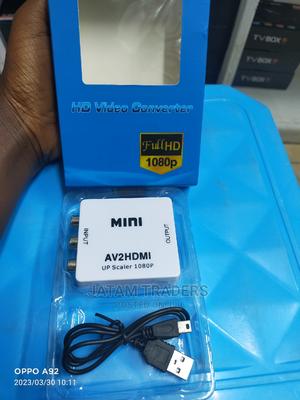 TVBOX
TVBOX
HD Video Converter
Full HD
1080p
MINI
INPUT
OUTPUT
AV2HDMI
UP Scaler 1080P
JATAM TRADERS
OPPO A92
2023/03/30 10:11